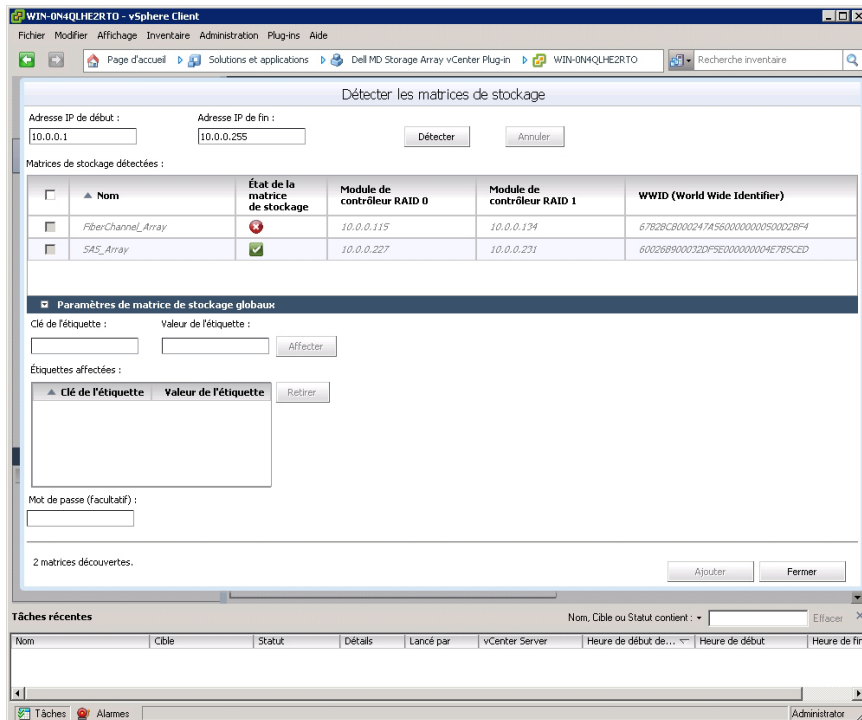 WIN-0N4QLHE2RTO - vSphere Client
Fichier Modifier Affichage Inventaire Administration Plug-ins Aide
Page d'accueil Solutions et applications Dell MD Storage Array vCenter Plug-in WIN-0N4QLHE2RTO Recherche inventaire
Détecter les matrices de stockage
Adresse IP de début : Adresse IP de fin :
10.0.0.1 10.0.0.255 Détecter Annuler
Matrices de stockage détectées :
Nom État de la matrice de stockage Module de contrôleur RAID 0 Module de contrôleur RAID 1 WWID (World Wide Identifier)
FiberChannel_Array 10.0.0.115 10.0.0.134 67828C8000247A5600000000500D28F4
SAS_Array 10.0.0.227 10.0.0.231 600268900032DF5E000000004E785CED
Paramètres de matrice de stockage globaux
Clé de l'étiquette : Valeur de l'étiquette :
Affecter
Étiquettes affectées :
Clé de l'étiquette Valeur de l'étiquette Retirer
Mot de passe (facultatif) :
2 matrices découvertes.
Ajouter Fermer
Tâches récentes Nom, Cible ou Statut contient : Effacer
Nom Cible Statut Détails Lancé par vCenter Server Heure de début de... Heure de début Heure de fin
Tâches Alarmes Administrator